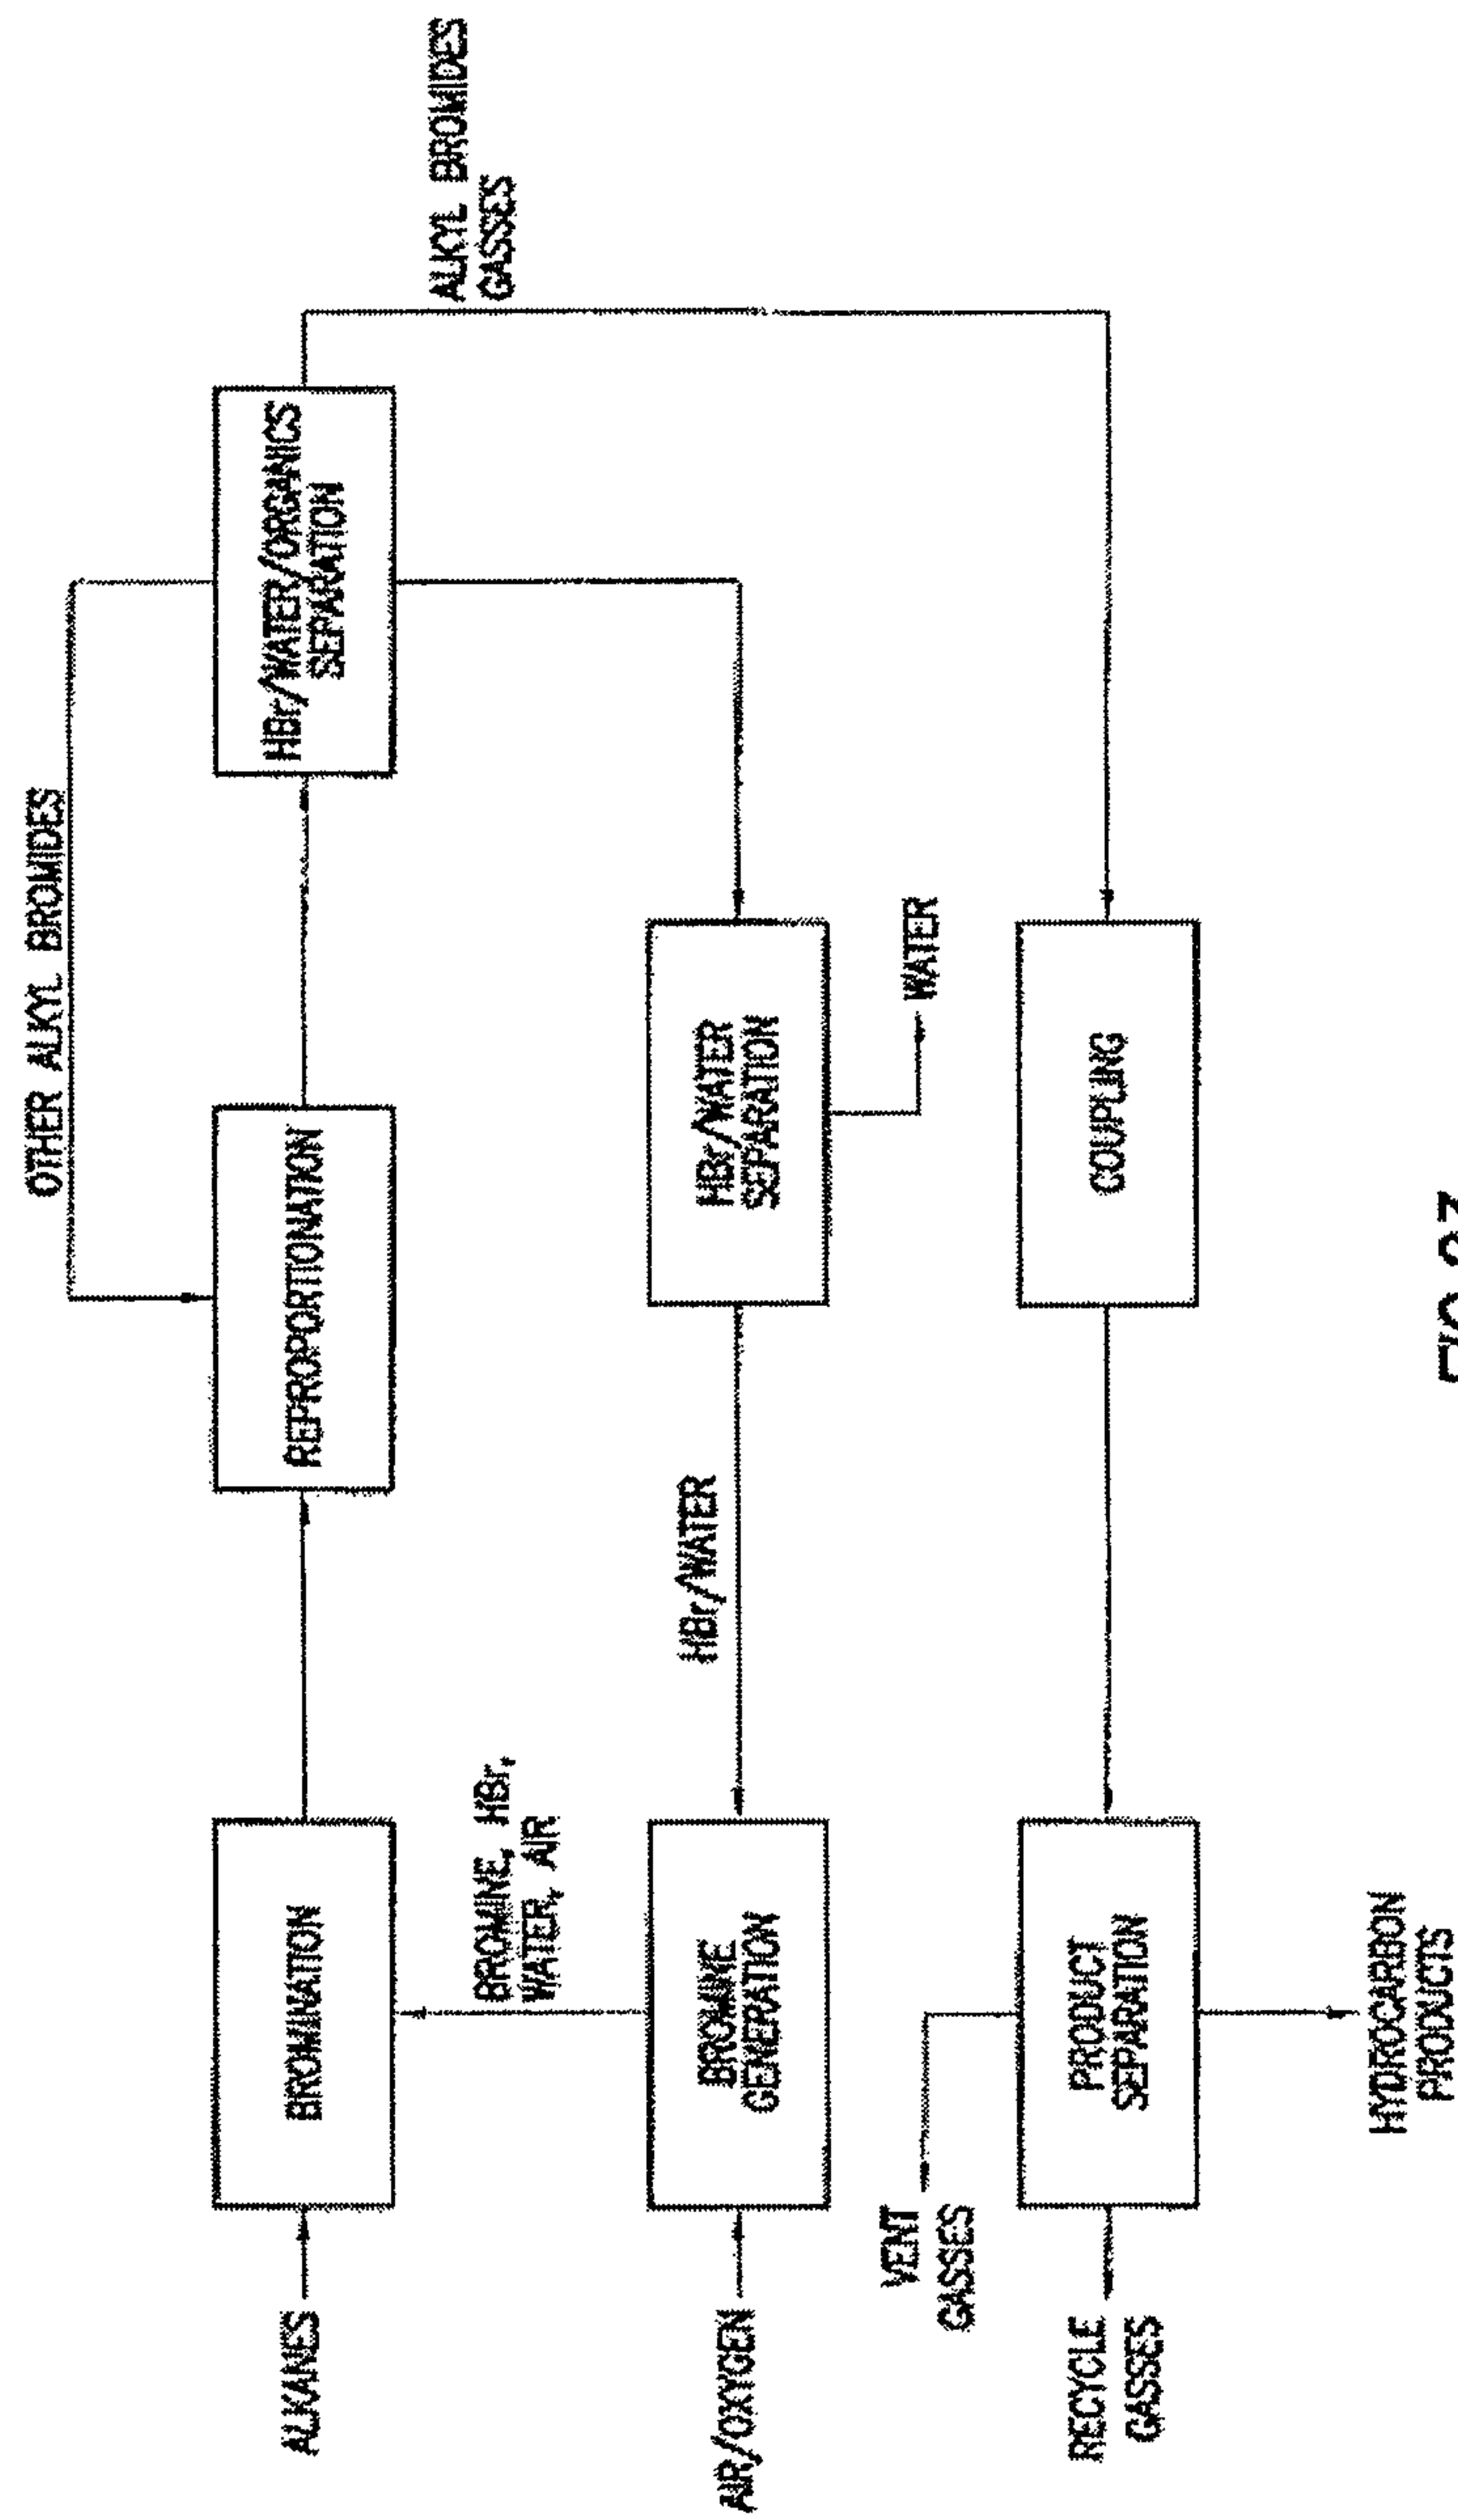 OTHER ALKYL BROMIDES
ALKANES
BROMINATION
REPROPORTIONATION
HBr/WATER/ORGANICS
SEPARATION
ALKYL BROMIDES
GASSES
BROMINE, HBr,
WATER, AIR
AIR/OXYGEN
BROMINE
GENERATION
HBr/WATER
HBr/WATER
SEPARATION
WATER
VENT
GASSES
RECYCLE
GASSES
PRODUCT
SEPARATION
COUPLING
HYDROCARBON
PRODUCTS